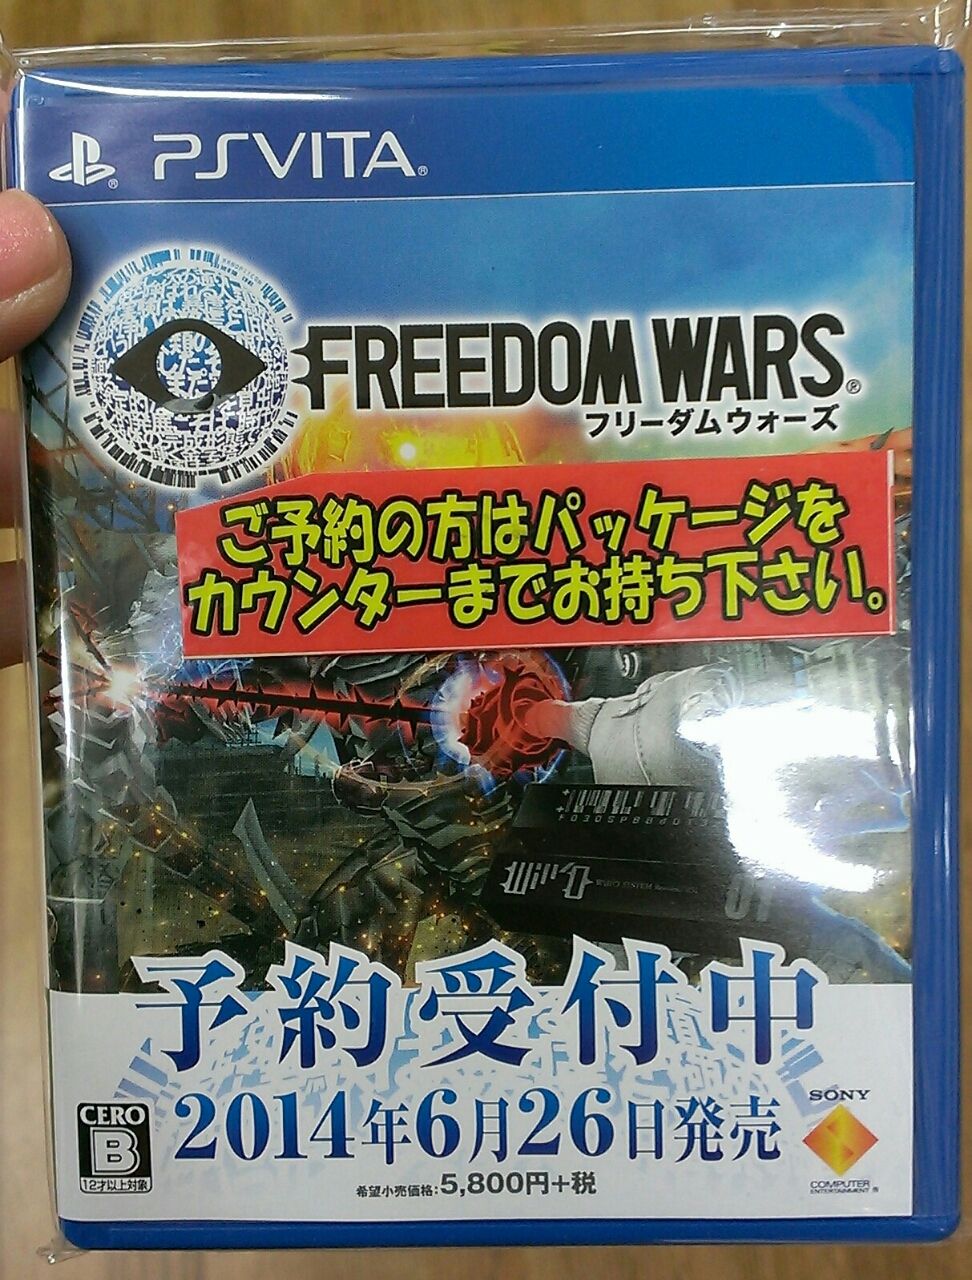 PSVITA
FREEDOM WARS
フリーダムウォーズ
ご予約の方はパッケージを
カウンターまでお持ち下さい。
01
予約受付中
2014年6月26日発売
希望小売価格:5,800円+税
CERO
B
12才以上対象
SONY
COMPUTER
ENTERTAINMENT